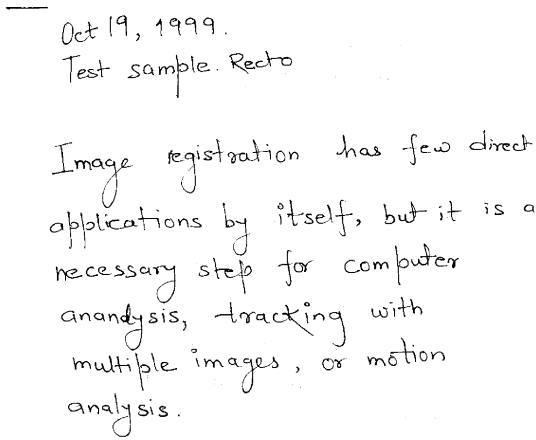 Oct 19, 1999.
Test sample. Recto
Image registration has few direct
applications by itself, but it is a
necessary step for computer
anandysis, tracking with
multiple images, or motion
analysis.